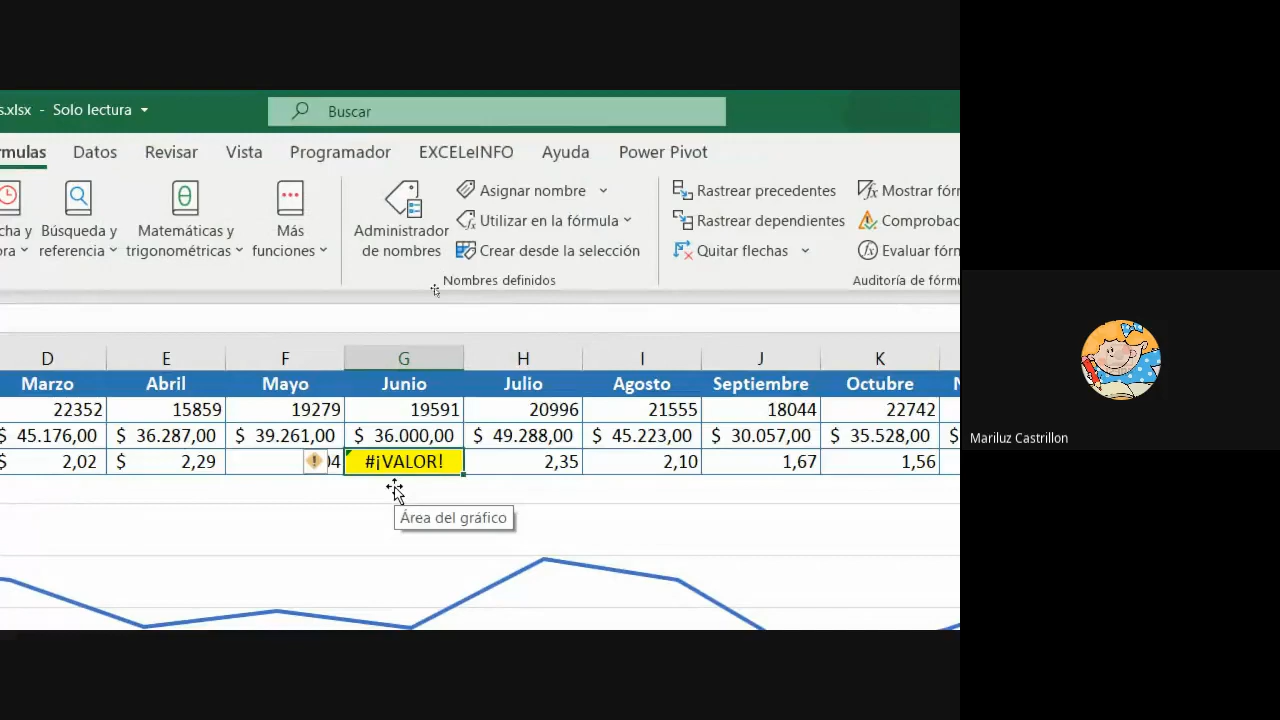 s.xlsx - Solo lectura
Buscar
rmulas Datos Revisar Vista Programador EXCELeINFO Ayuda Power Pivot
cha y
ora
Búsqueda y
referencia
Matemáticas y
trigonométricas
Más
funciones
Administrador
de nombres
Asignar nombre
Utilizar en la fórmula
Crear desde la selección
Nombres definidos
Rastrear precedentes
Rastrear dependientes
Quitar flechas
Mostrar fórm
Comprobac
Evaluar fórm
Auditoría de fórmu
D E F G H I J K
Marzo Abril Mayo Junio Julio Agosto Septiembre Octubre N
22352 15859 19279 19591 20996 21555 18044 22742
$ 45.176,00 $ 36.287,00 $ 39.261,00 $ 36.000,00 $ 49.288,00 $ 45.223,00 $ 30.057,00 $ 35.528,00 $
$ 2,02 $ 2,29 04 #¡VALOR! 2,35 2,10 1,67 1,56
Área del gráfico
Mariluz Castrillon